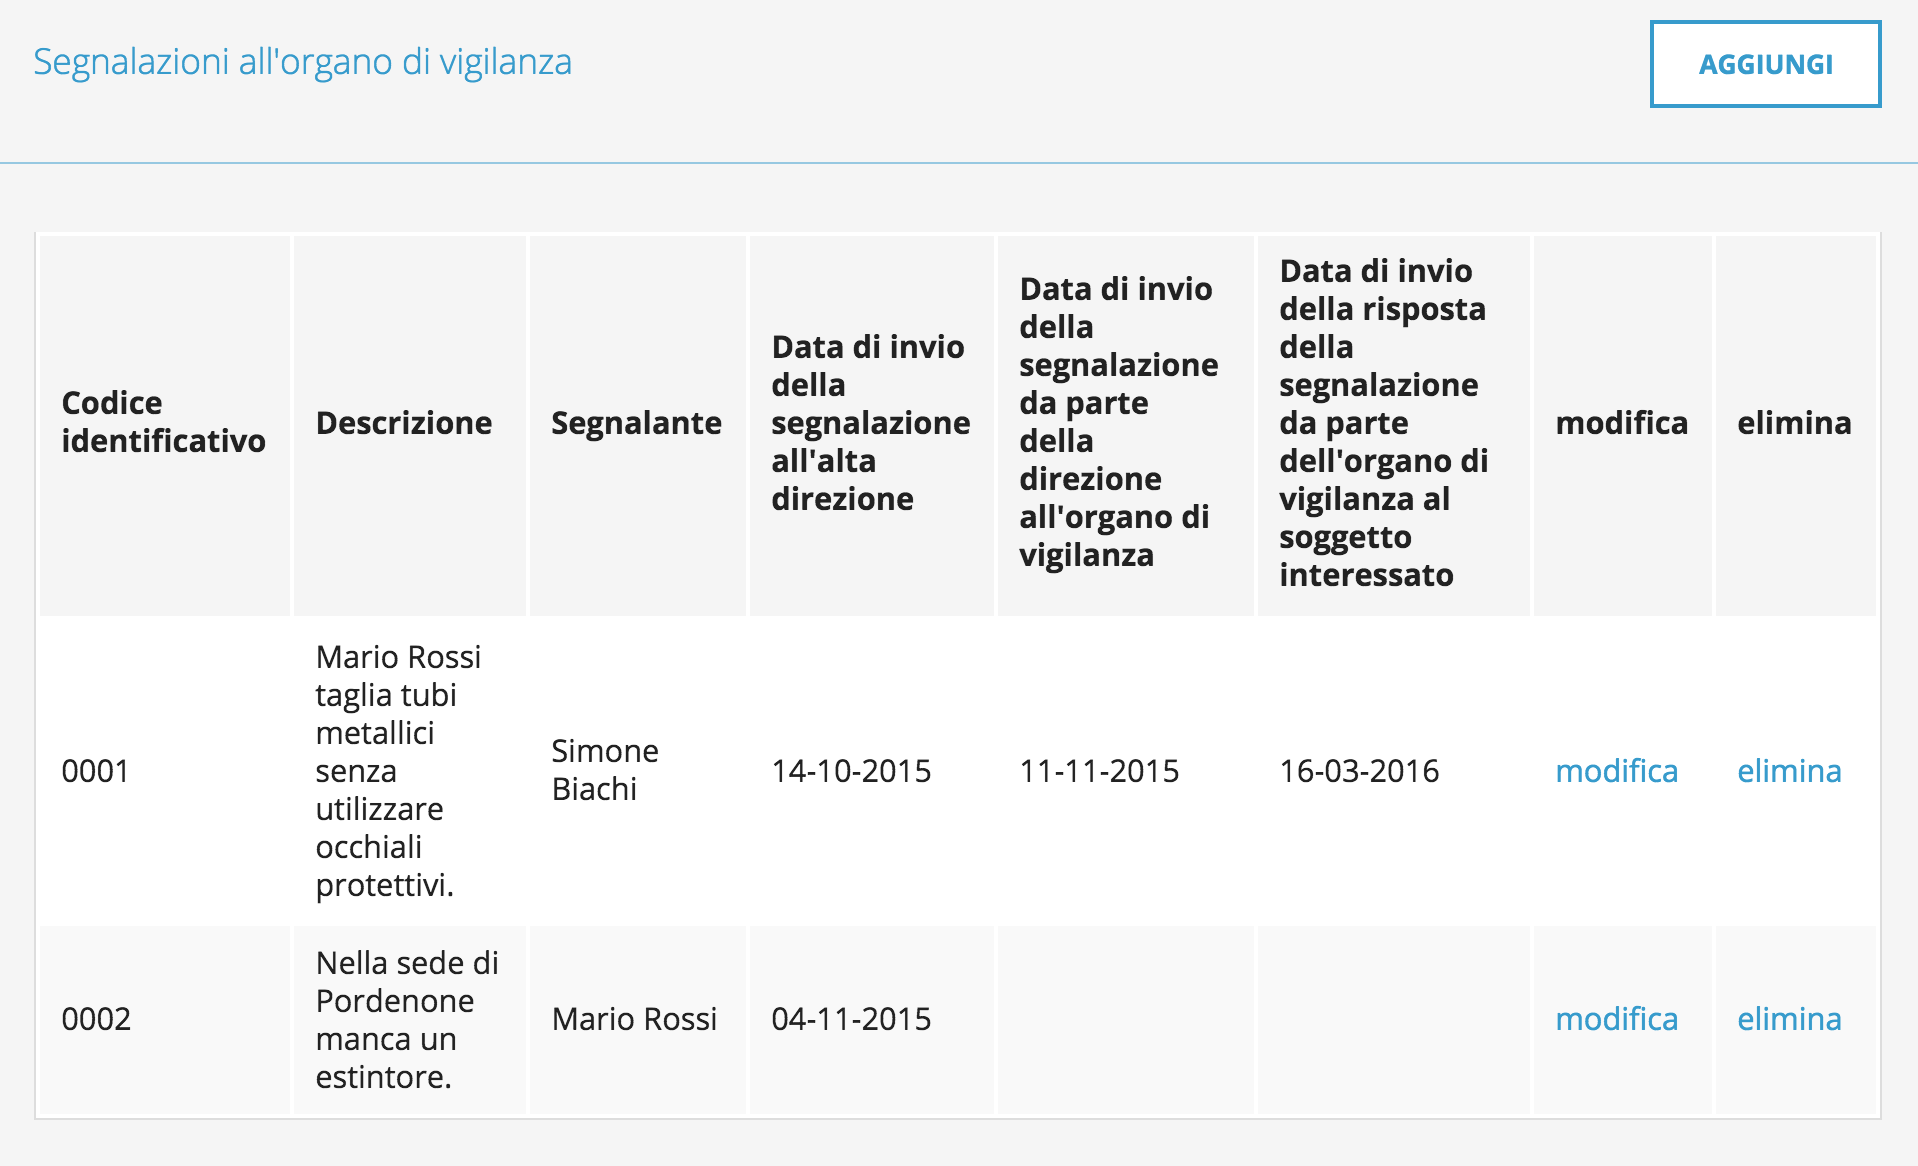 Segnalazioni all'organo di vigilanza
AGGIUNGI
Codice
identificativo
Descrizione
Segnalante
Data di invio
della
segnalazione
all'alta
direzione
Data di invio
della
segnalazione
da parte
della
direzione
all'organo di
vigilanza
Data di invio
della risposta
della
segnalazione
da parte
dell'organo di
vigilanza al
soggetto
interessato
modifica
elimina
0001
Mario Rossi
taglia tubi
metallici
senza
utilizzare
occhiali
protettivi.
Simone
Biachi
14-10-2015
11-11-2015
16-03-2016
modifica
elimina
0002
Nella sede di
Pordenone
manca un
estintore.
Mario Rossi
04-11-2015
modifica
elimina